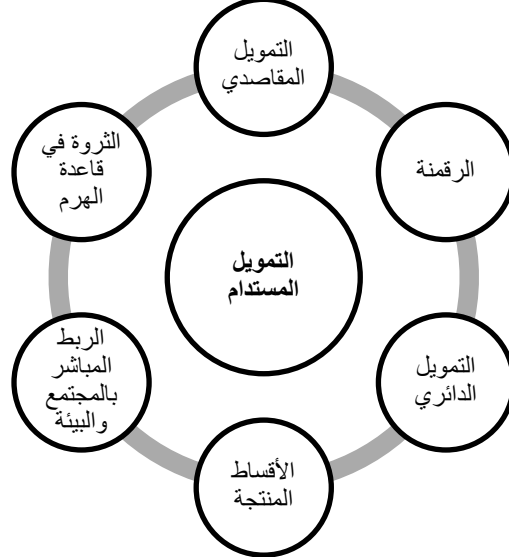 التمويل
المقاصدي
الرقمنة
التمويل
الدائري
الأقساط
المنتجة
الربط
المباشر
بالمجتمع
والبيئة
الثروة في
قاعدة
الهرم
التمويل
المستدام